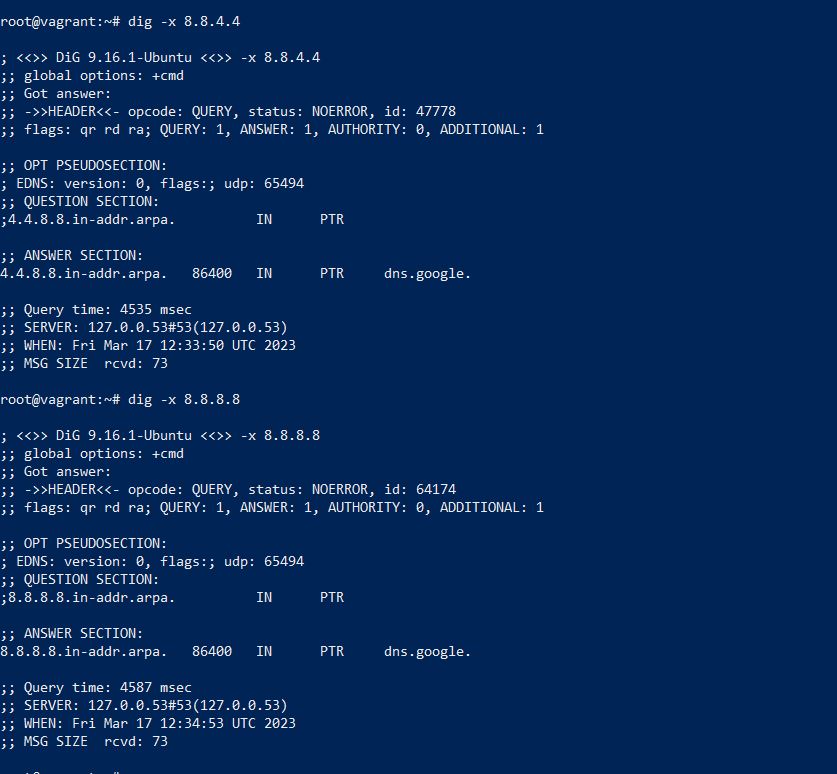 root@vagrant:~# dig -x 8.8.4.4
; <<>> DiG 9.16.1-Ubuntu <<>> -x 8.8.4.4
;; global options: +cmd
;; Got answer:
;; ->>HEADER<<- opcode: QUERY, status: NOERROR, id: 47778
;; flags: qr rd ra; QUERY: 1, ANSWER: 1, AUTHORITY: 0, ADDITIONAL: 1
;; OPT PSEUDOSECTION:
; EDNS: version: 0, flags:; udp: 65494
;; QUESTION SECTION:
;4.4.8.8.in-addr.arpa. IN PTR
;; ANSWER SECTION:
4.4.8.8.in-addr.arpa. 86400 IN PTR dns.google.
;; Query time: 4535 msec
;; SERVER: 127.0.0.53#53(127.0.0.53)
;; WHEN: Fri Mar 17 12:33:50 UTC 2023
;; MSG SIZE rcvd: 73
root@vagrant:~# dig -x 8.8.8.8
; <<>> DiG 9.16.1-Ubuntu <<>> -x 8.8.8.8
;; global options: +cmd
;; Got answer:
;; ->>HEADER<<- opcode: QUERY, status: NOERROR, id: 64174
;; flags: qr rd ra; QUERY: 1, ANSWER: 1, AUTHORITY: 0, ADDITIONAL: 1
;; OPT PSEUDOSECTION:
; EDNS: version: 0, flags:; udp: 65494
;; QUESTION SECTION:
;8.8.8.8.in-addr.arpa. IN PTR
;; ANSWER SECTION:
8.8.8.8.in-addr.arpa. 86400 IN PTR dns.google.
;; Query time: 4587 msec
;; SERVER: 127.0.0.53#53(127.0.0.53)
;; WHEN: Fri Mar 17 12:34:53 UTC 2023
;; MSG SIZE rcvd: 73